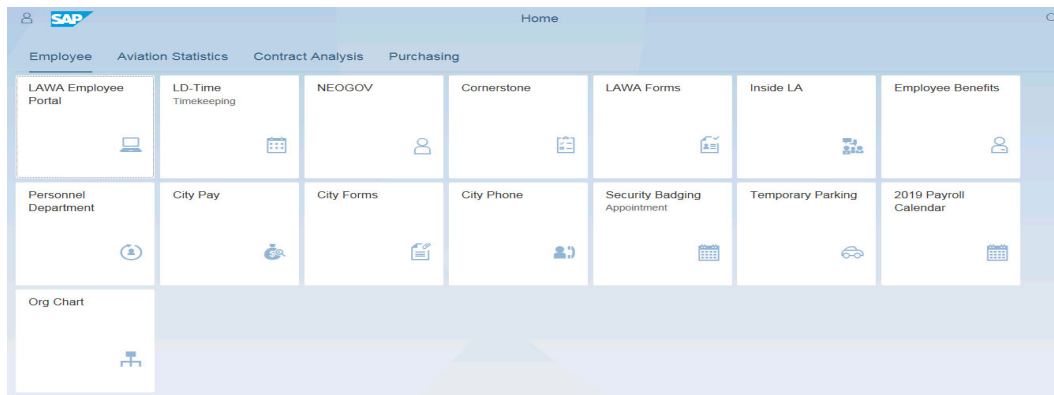 SAP
Home
Employee
Aviation Statistics
Contract Analysis
Purchasing
LAWA Employee
Portal
LD-Time
Timekeeping
NEOGOV
Cornerstone
LAWA Forms
Inside LA
Employee Benefits
Personnel
Department
City Pay
City Forms
City Phone
Security Badging
Appointment
Temporary Parking
2019 Payroll
Calendar
Org Chart